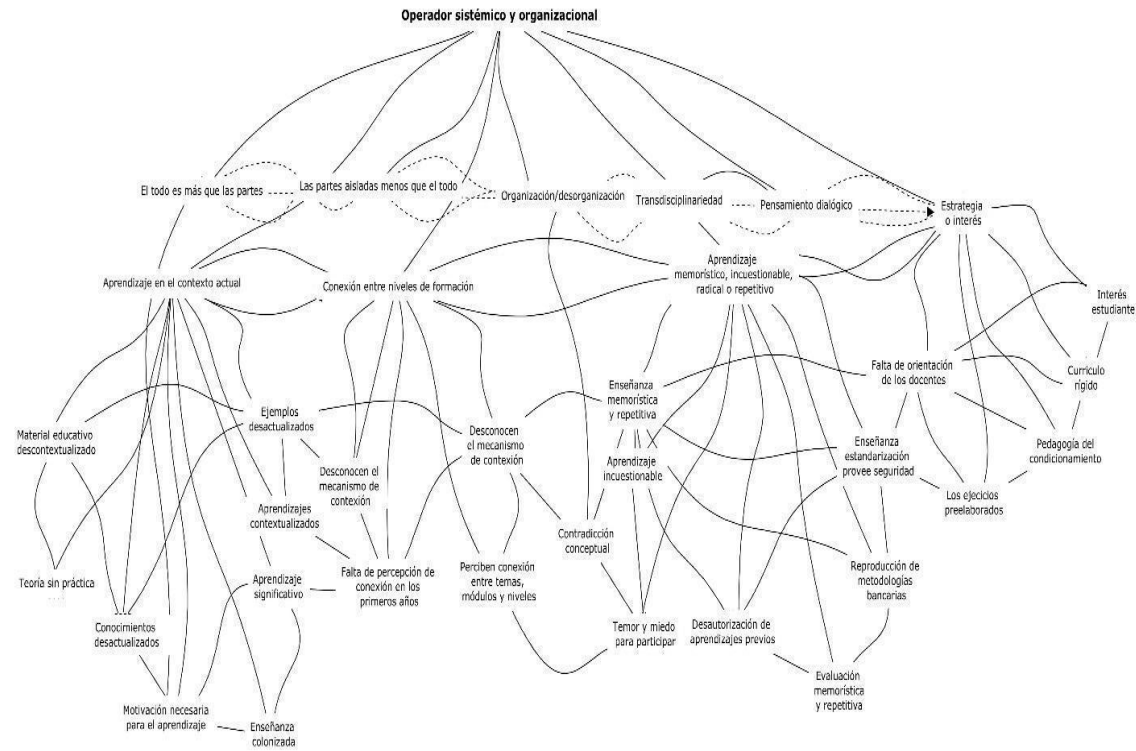 Operador sistémico y organizacional
El todo es más que las partes
Las partes aisladas menos que el todo
Organización/desorganización
Transdisciplinariedad
Pensamiento dialógico
Estrategia
o interés
Aprendizaje en el contexto actual
Conexión entre niveles de formación
Aprendizaje
memorístico, incuestionable,
radical o repetitivo
Interés
estudiante
Falta de orientación
de los docentes
Curriculo
rígido
Material educativo
descontextualizado
Ejemplos
desactualizados
Desconocen el
mecanismo de
contexión
Desconocen
el mecanismo
de contexión
Enseñanza
memorística
y repetitiva
Aprendizaje
incuestionable
Enseñanza
estandarización
provee seguridad
Pedagogía del
condicionamiento
Los ejecicios
preelaborados
Aprendizajes
contextualizados
Contradicción
conceptual
Teoría sin práctica
Aprendizaje
significativo
Falta de percepción de
conexión en los
primeros años
Perciben conexión
entre temas,
módulos y niveles
Reproducción de
metodologías
bancarias
Conocimientos
desactualizados
Temor y miedo
para participar
Desautorización de
aprendizajes previos
Evaluación
memorística
y repetitiva
Motivación necesaria
para el aprendizaje
Enseñanza
colonizada